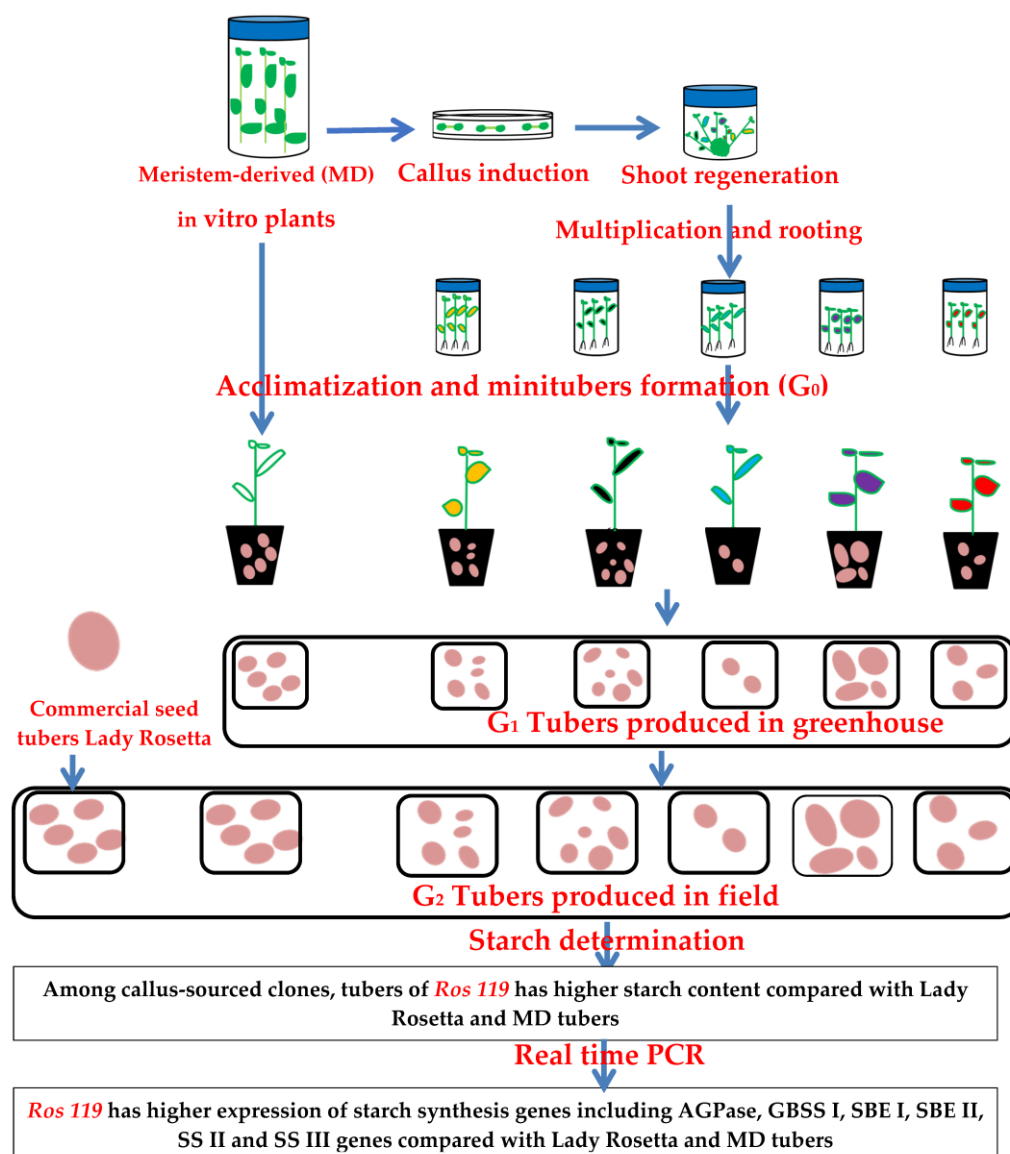 Meristem-derived (MD)
in vitro plants
Callus induction
Shoot regeneration
Multiplication and rooting
Acclimatization and minitubers formation (G₀)
Commercial seed
tubers Lady Rosetta
G₁ Tubers produced in greenhouse
G₂ Tubers produced in field
Starch determination
Among callus-sourced clones, tubers of Ros 119 has higher starch content compared with Lady
Rosetta and MD tubers
Real time PCR
Ros 119 has higher expression of starch synthesis genes including AGPase, GBSS I, SBE I, SBE II,
SS II and SS III genes compared with Lady Rosetta and MD tubers